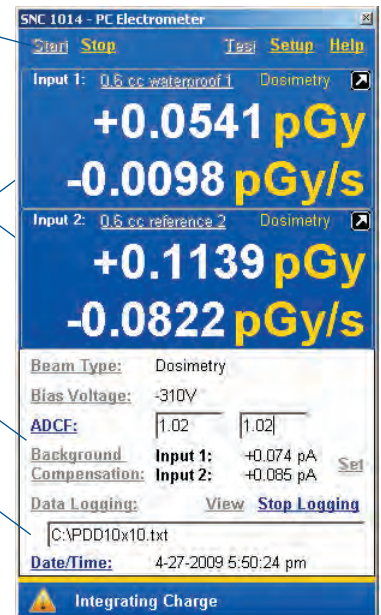 SNC 1014 - PC Electrometer
Start Stop Test Setup Help
Input 1: 0.6 cc waterproof 1 Dosimetry
+0.0541 pGy
-0.0098 pGy/s
Input 2: 0.6 cc reference 2 Dosimetry
+0.1139 pGy
-0.0822 pGy/s
Beam Type: Dosimetry
Bias Voltage: -310V
ADCF: 1.02 1.02
Background Compensation: Input 1: +0.074 pA
Input 2: +0.085 pA Set
Data Logging: View Stop Logging
C:\PDD10x10.txt
Date/Time: 4-27-2009 5:50:24 pm
Integrating Charge